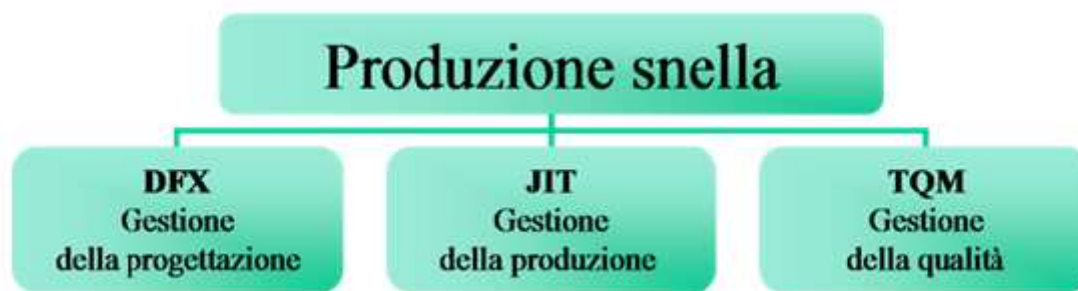 Produzione snella
DFX
Gestione
della progettazione
JIT
Gestione
della produzione
TQM
Gestione
della qualità